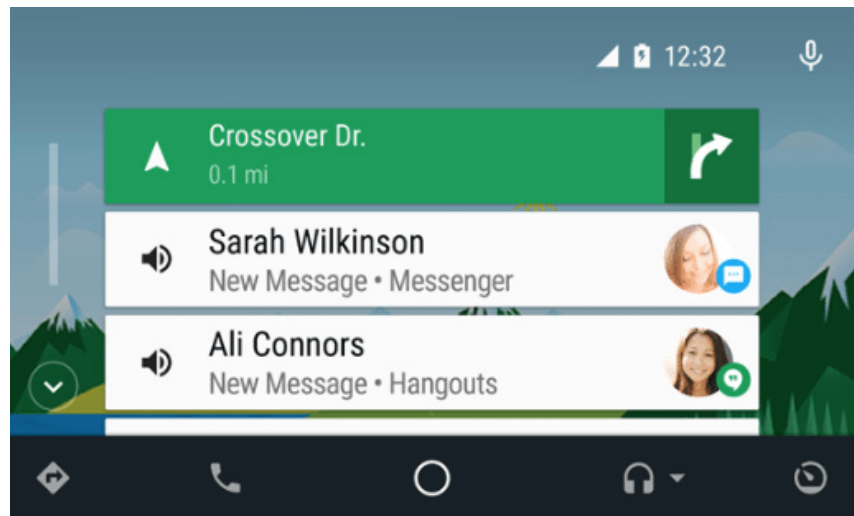 12:32
Crossover Dr.
0.1 mi
Sarah Wilkinson
New Message • Messenger
Ali Connors
New Message • Hangouts